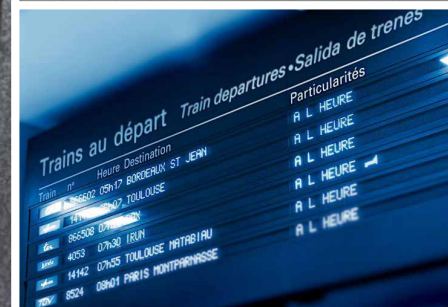 Trains au départ Train departures • Salida de trenes
Train n° Heure Destination Particularités
866602 05h17 BORDEAUX ST JEAN A L HEURE
07 TOULOUSE A L HEURE
866508 A L HEURE
4053 07h30 IRUN A L HEURE
14142 07h55 TOULOUSE MATABIAU A L HEURE
TGV 8524 08h01 PARIS MONTPARNASSE A L HEURE